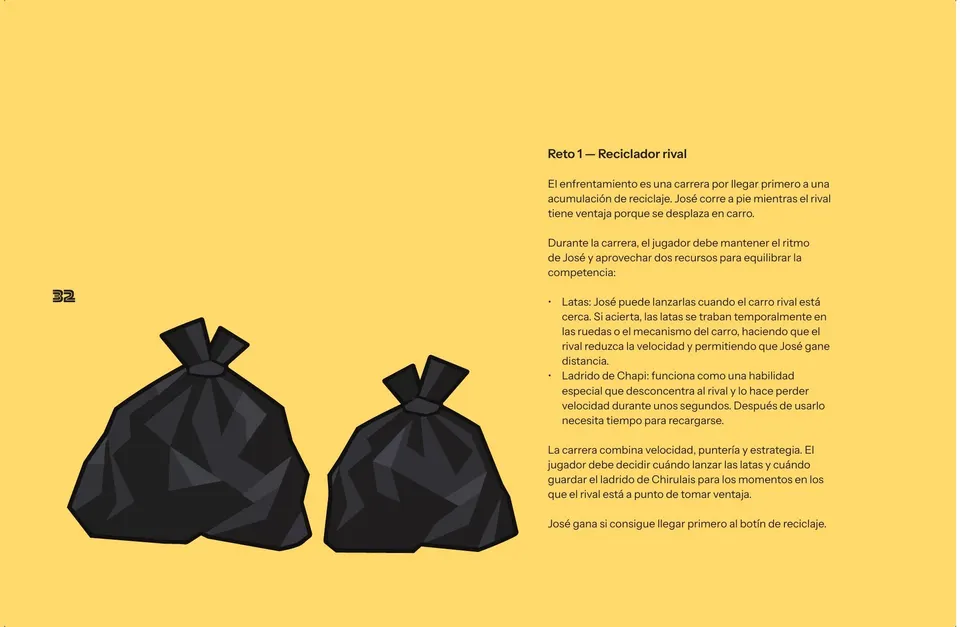 Reto 1 — Reciclador rival
El enfrentamiento es una carrera por llegar primero a una
acumulación de reciclaje. José corre a pie mientras el rival
tiene ventaja porque se desplaza en carro.
Durante la carrera, el jugador debe mantener el ritmo
de José y aprovechar dos recursos para equilibrar la
competencia:
• Latas: José puede lanzarlas cuando el carro rival está
cerca. Si acierta, las latas se traban temporalmente en
las ruedas o el mecanismo del carro, haciendo que el
rival reduzca la velocidad y permitiendo que José gane
distancia.
• Ladrido de Chapi: funciona como una habilidad
especial que desconcentra al rival y lo hace perder
velocidad durante unos segundos. Después de usarlo
necesita tiempo para recargarse.
La carrera combina velocidad, puntería y estrategia. El
jugador debe decidir cuándo lanzar las latas y cuándo
guardar el ladrido de Chirulais para los momentos en los
que el rival está a punto de tomar ventaja.
José gana si consigue llegar primero al botín de reciclaje.
32